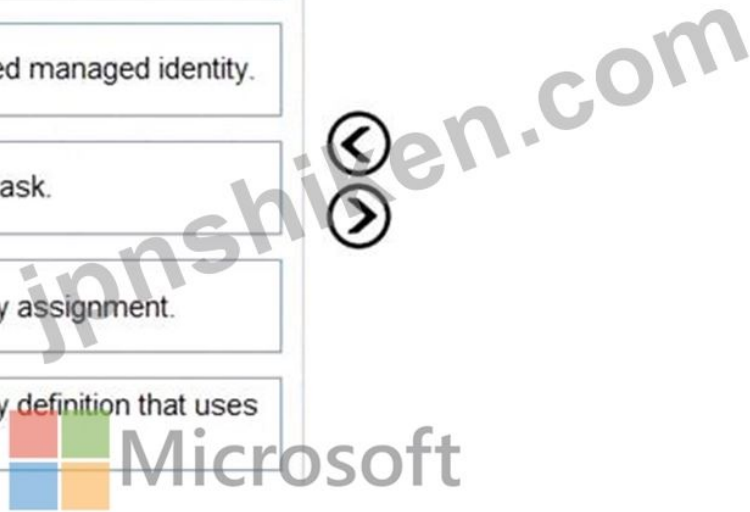 ed managed identity.
ask.
y assignment.
y definition that uses
jpnshiken.com
Microsoft